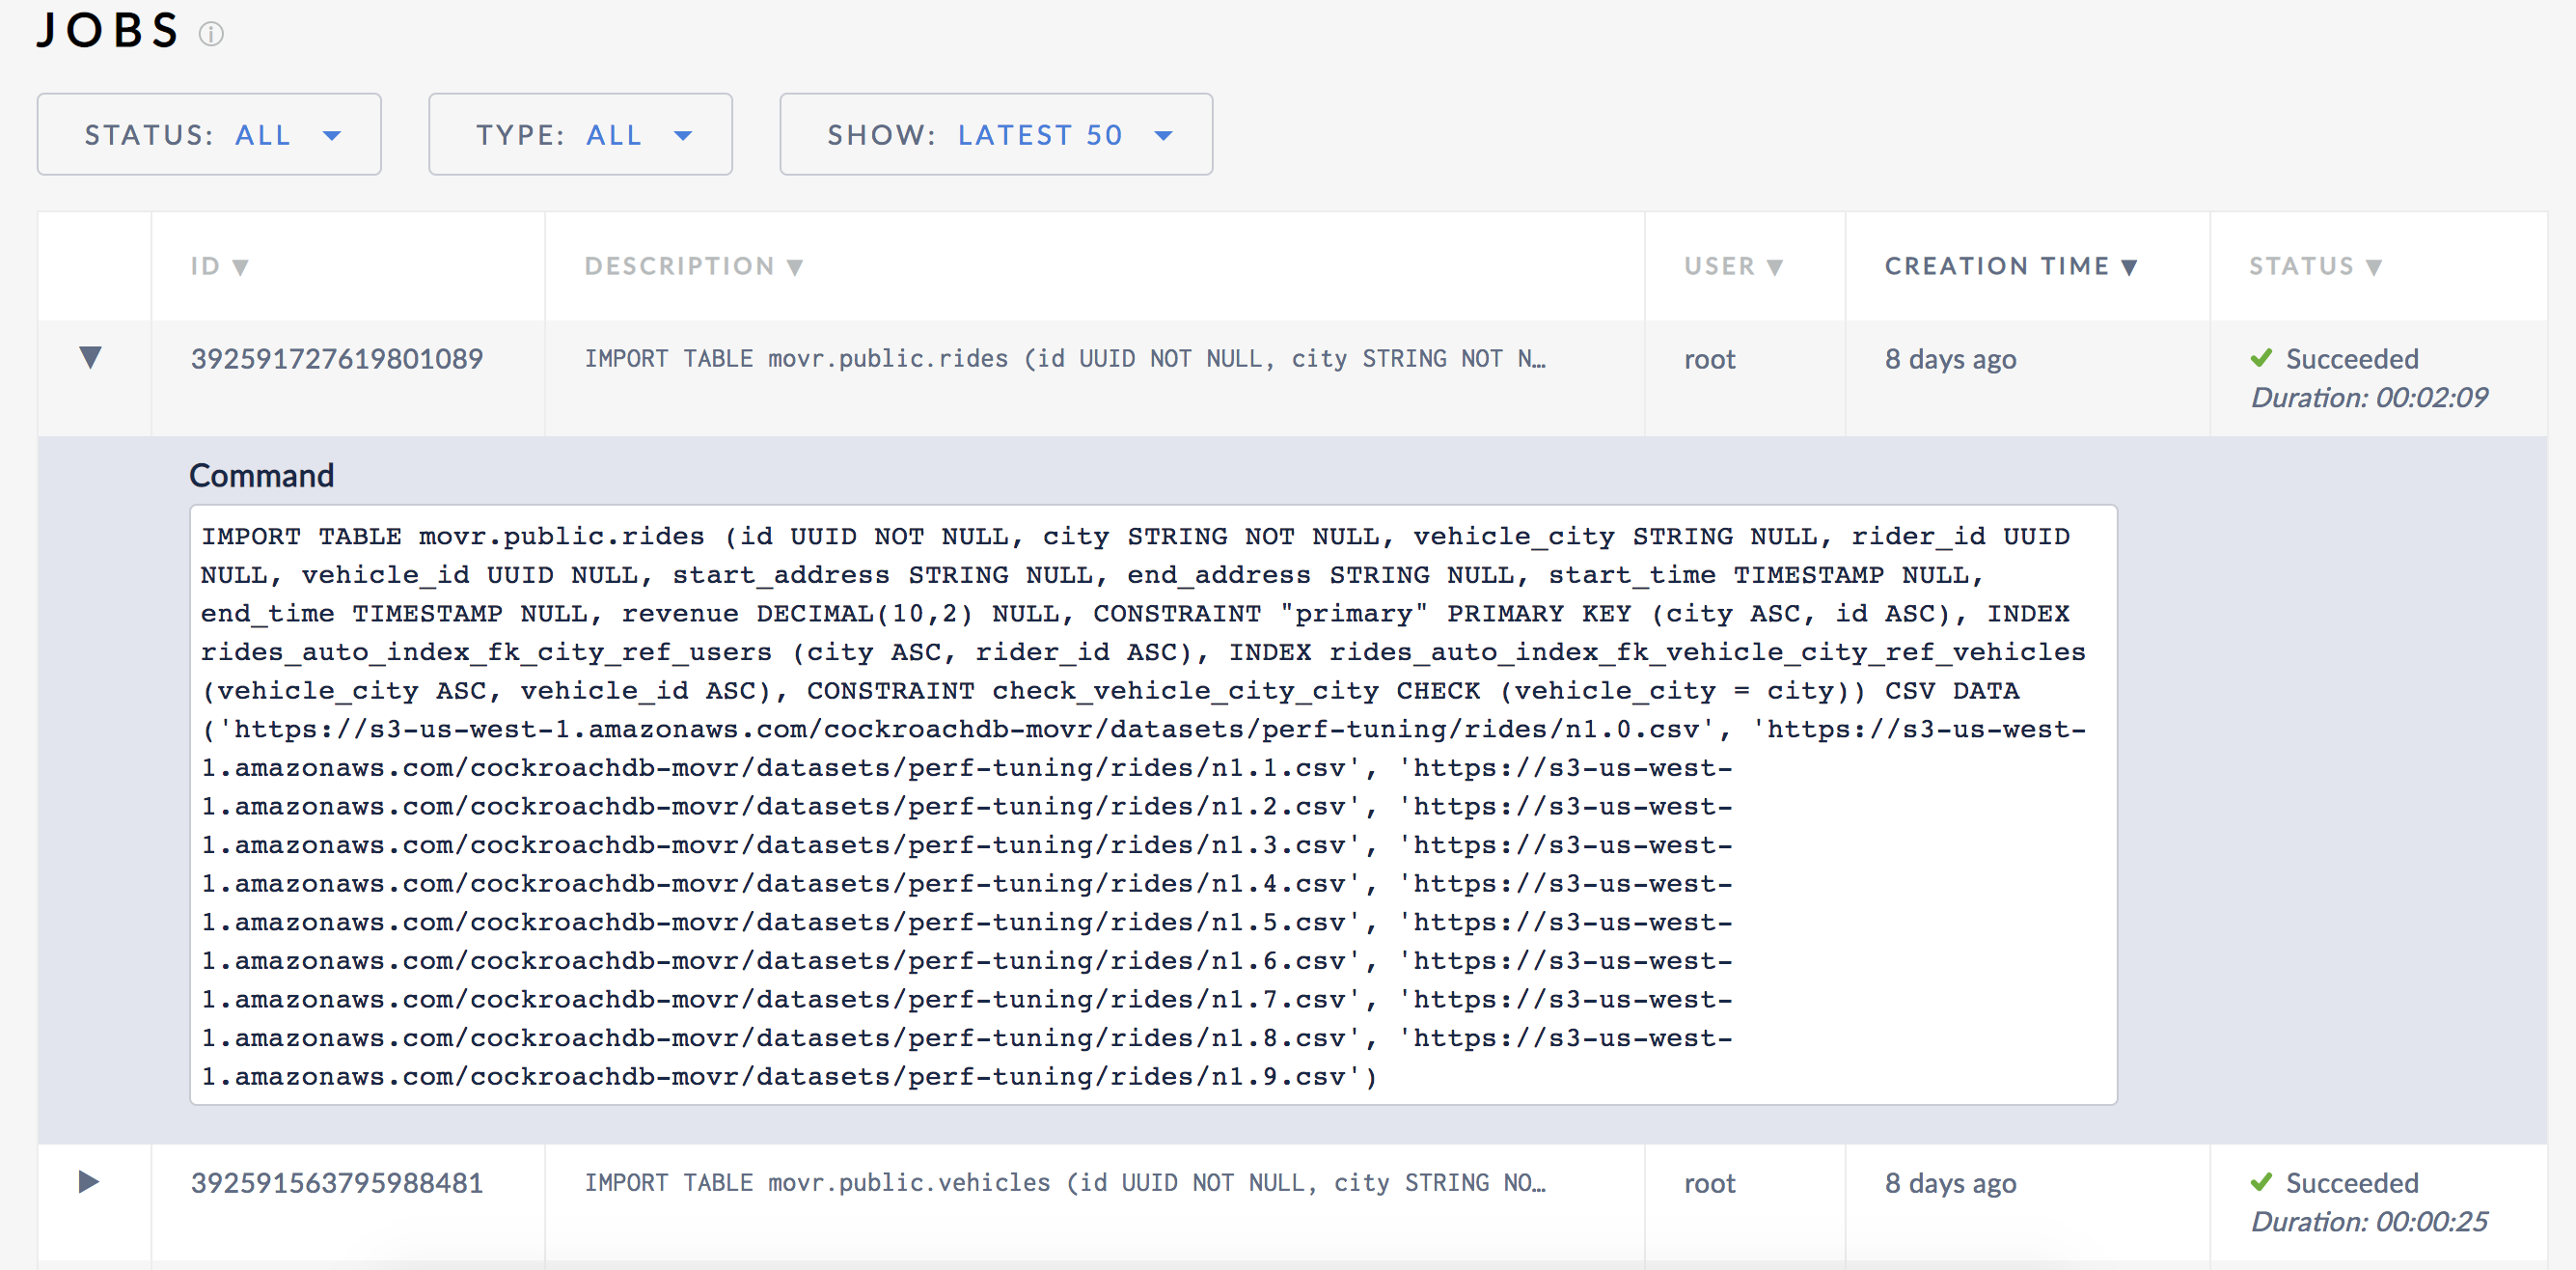 JOBS
STATUS: ALL
TYPE: ALL
SHOW: LATEST 50
ID ▼ DESCRIPTION ▼ USER ▼ CREATION TIME ▼ STATUS ▼
392591727619801089 IMPORT TABLE movr.public.rides (id UUID NOT NULL, city STRING NOT N… root 8 days ago Succeeded
Duration: 00:02:09
Command
IMPORT TABLE movr.public.rides (id UUID NOT NULL, city STRING NOT NULL, vehicle_city STRING NULL, rider_id UUID
NULL, vehicle_id UUID NULL, start_address STRING NULL, end_address STRING NULL, start_time TIMESTAMP NULL,
end_time TIMESTAMP NULL, revenue DECIMAL(10,2) NULL, CONSTRAINT "primary" PRIMARY KEY (city ASC, id ASC), INDEX
rides_auto_index_fk_city_ref_users (city ASC, rider_id ASC), INDEX rides_auto_index_fk_vehicle_city_ref_vehicles
(vehicle_city ASC, vehicle_id ASC), CONSTRAINT check_vehicle_city_city CHECK (vehicle_city = city)) CSV DATA
('https://s3-us-west-1.amazonaws.com/cockroachdb-movr/datasets/perf-tuning/rides/n1.0.csv', 'https://s3-us-west-
1.amazonaws.com/cockroachdb-movr/datasets/perf-tuning/rides/n1.1.csv', 'https://s3-us-west-
1.amazonaws.com/cockroachdb-movr/datasets/perf-tuning/rides/n1.2.csv', 'https://s3-us-west-
1.amazonaws.com/cockroachdb-movr/datasets/perf-tuning/rides/n1.3.csv', 'https://s3-us-west-
1.amazonaws.com/cockroachdb-movr/datasets/perf-tuning/rides/n1.4.csv', 'https://s3-us-west-
1.amazonaws.com/cockroachdb-movr/datasets/perf-tuning/rides/n1.5.csv', 'https://s3-us-west-
1.amazonaws.com/cockroachdb-movr/datasets/perf-tuning/rides/n1.6.csv', 'https://s3-us-west-
1.amazonaws.com/cockroachdb-movr/datasets/perf-tuning/rides/n1.7.csv', 'https://s3-us-west-
1.amazonaws.com/cockroachdb-movr/datasets/perf-tuning/rides/n1.8.csv', 'https://s3-us-west-
1.amazonaws.com/cockroachdb-movr/datasets/perf-tuning/rides/n1.9.csv')
392591563795988481 IMPORT TABLE movr.public.vehicles (id UUID NOT NULL, city STRING NO… root 8 days ago Succeeded
Duration: 00:00:25